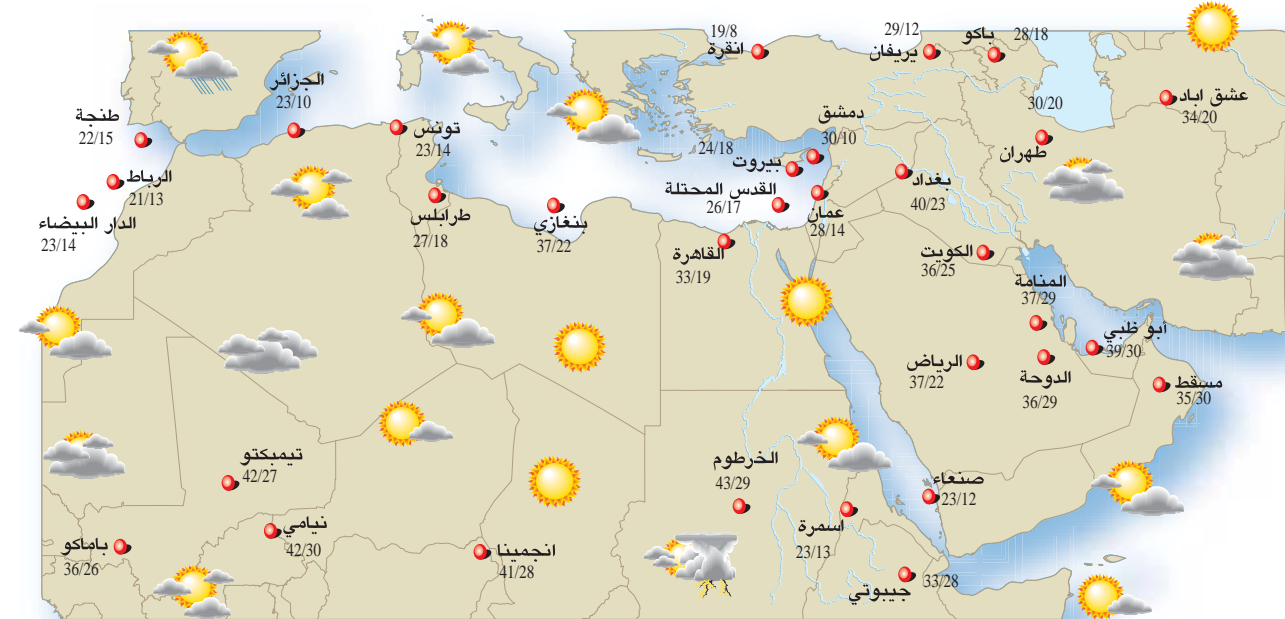 19/8
انقرة
29/12
يريفان
باكو
28/18
عشق اباد
34/20
30/20
طهران
الجزائر
23/10
طنجة
22/15
تونس
23/14
دمشق
30/10
24/18
بيروت
الرباط
21/13
القدس المحتلة
26/17
بغداد
40/23
عمان
28/14
الدار البيضاء
23/14
طرابلس
27/18
بنغازي
37/22
القاهرة
33/19
الكويت
36/25
المنامة
37/29
أبو ظبي
39/30
الرياض
37/22
الدوحة
36/29
مسقط
35/30
تيمبكتو
42/27
الخرطوم
43/29
صنعاء
23/12
اسمرة
23/13
نيامي
42/30
باماكو
36/26
انجمينا
41/28
جيبوتي
33/28